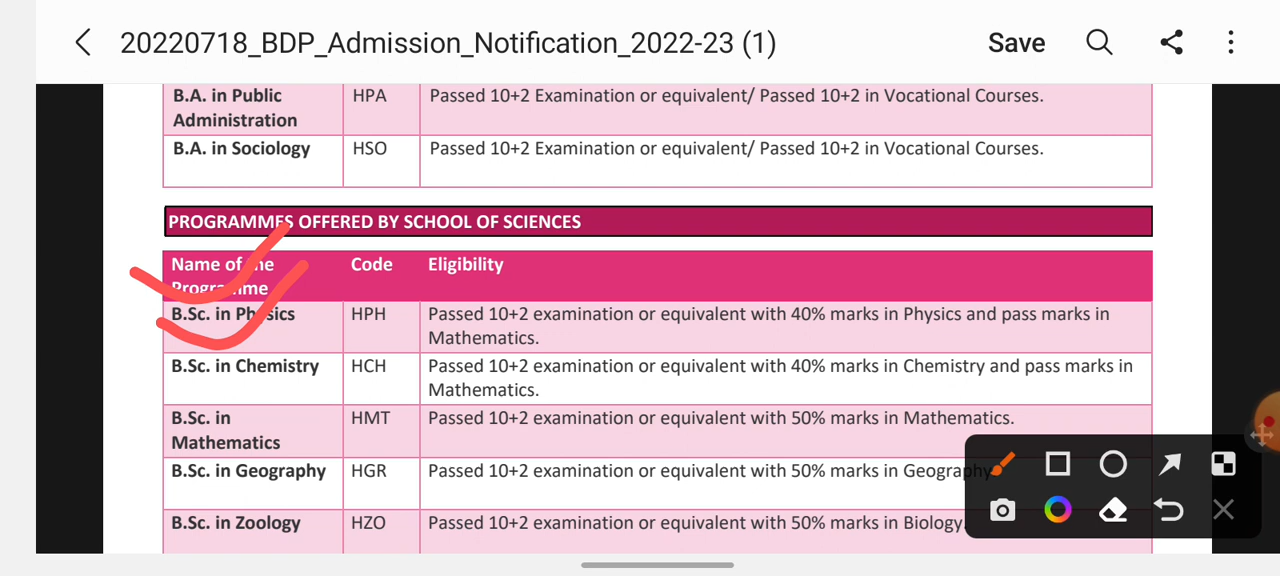 20220718_BDP_Admission_Notification_2022-23 (1) Save
B.A. in Public HPA Passed 10+2 Examination or equivalent/ Passed 10+2 in Vocational Courses.
Administration
B.A. in Sociology HSO Passed 10+2 Examination or equivalent/ Passed 10+2 in Vocational Courses.
PROGRAMMES OFFERED BY SCHOOL OF SCIENCES
Name of the Code Eligibility
Programme
B.Sc. in Physics HPH Passed 10+2 examination or equivalent with 40% marks in Physics and pass marks in
Mathematics.
B.Sc. in Chemistry HCH Passed 10+2 examination or equivalent with 40% marks in Chemistry and pass marks in
Mathematics.
B.Sc. in HMT Passed 10+2 examination or equivalent with 50% marks in Mathematics.
Mathematics
B.Sc. in Geography HGR Passed 10+2 examination or equivalent with 50% marks in Geography
B.Sc. in Zoology HZO Passed 10+2 examination or equivalent with 50% marks in Biology.